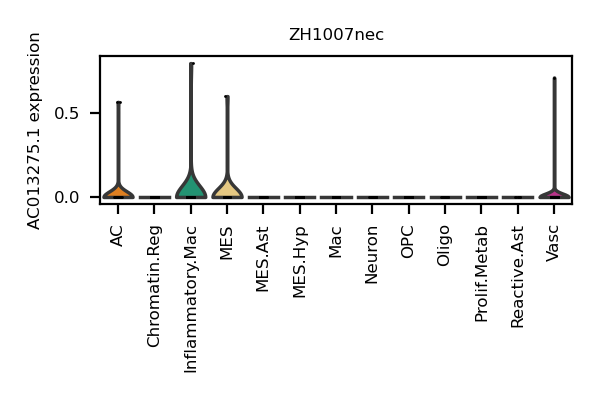 ZH1007nec
AC013275.1 expression
0.5
0.0
AC
Chromatin.Reg
Inflammatory.Mac
MES
MES.Ast
MES.Hyp
Mac
Neuron
OPC
Oligo
Prolif.Metab
Reactive.Ast
Vasc